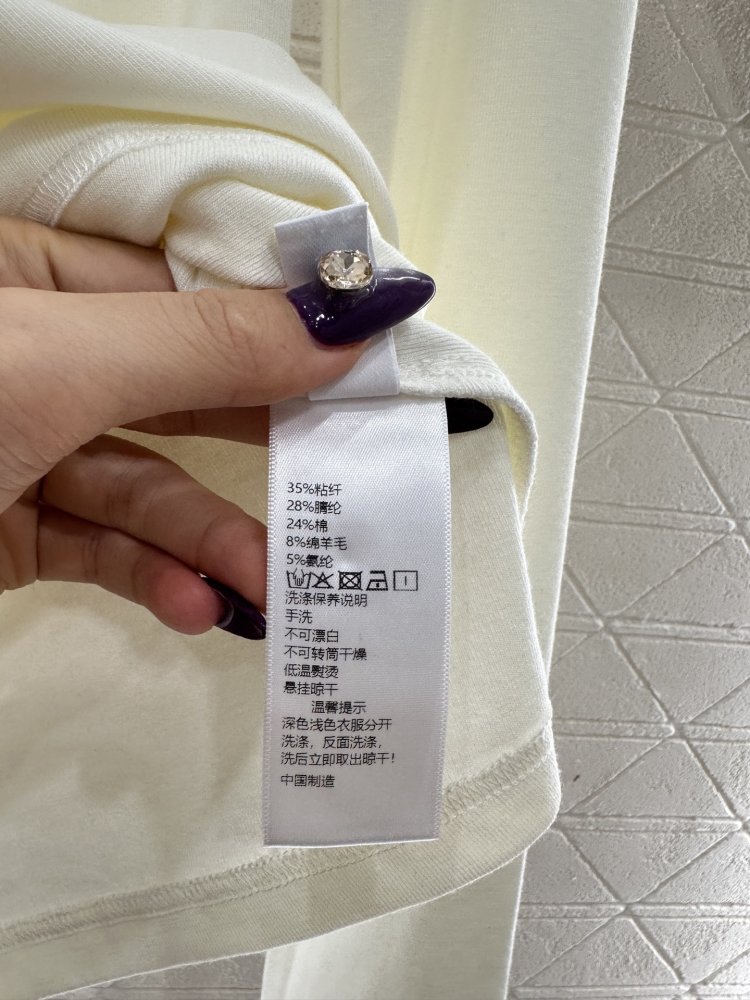 35%粘纤
28%腈纶
24%棉
8%绵羊毛
5%氨纶
洗涤保养说明
手洗
不可漂白
不可转筒干燥
低温熨烫
悬挂晾干
温馨提示
深色浅色衣服分开
洗涤，反面洗涤，
洗后立即取出晾干！
中国制造